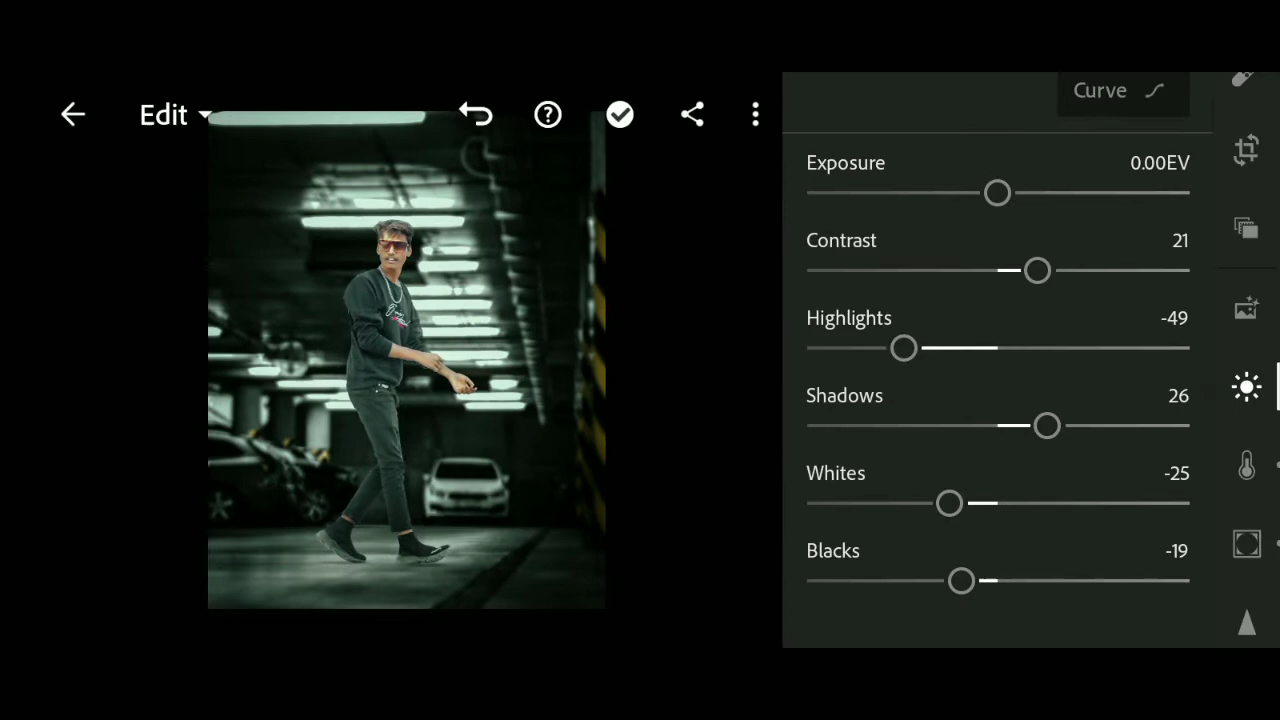 Edit
Curve
Exposure 0.00EV
Contrast 21
Highlights -49
Shadows 26
Whites -25
Blacks -19